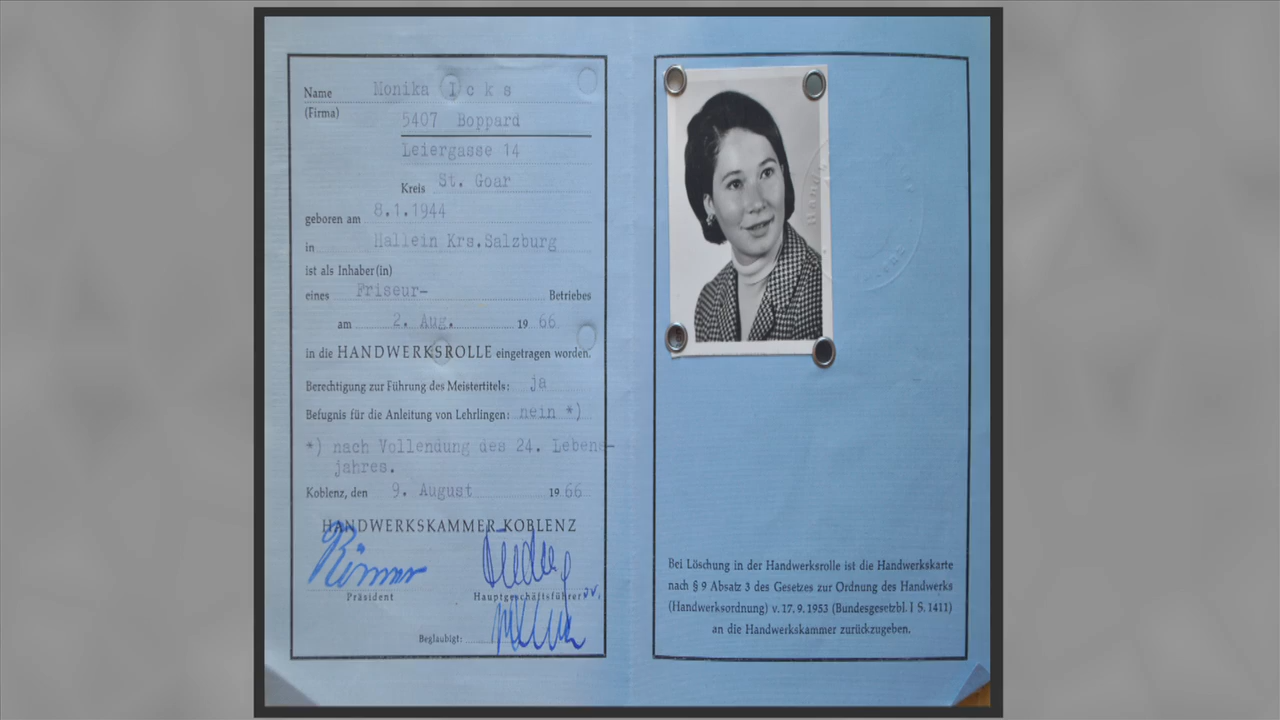 Name Monika Icks
(Firma)
5407 Boppard
Leiergasse 14
Kreis St. Goar
geboren am 8.1.1944
in Hallein Krs.Salzburg
ist als Inhaber(in)
eines Friseur- Betriebes
am 2. Aug. 1966
in die HANDWERKSROLLE eingetragen worden.
Berechtigung zur Führung des Meistertitels: ja
Befugnis für die Anleitung von Lehrlingen: nein *)
*) nach Vollendung des 24. Lebens-
jahres.
Koblenz, den 9. August 1966
HANDWERKSKAMMER KOBLENZ
Präsident Hauptgeschäftsführer
Beglaubigt:
Bei Löschung in der Handwerksrolle ist die Handwerkskarte
nach § 9 Absatz 3 des Gesetzes zur Ordnung des Handwerks
(Handwerksordnung) v. 17. 9. 1953 (Bundesgesetzbl. I S. 1411)
an die Handwerkskammer zurückzugeben.